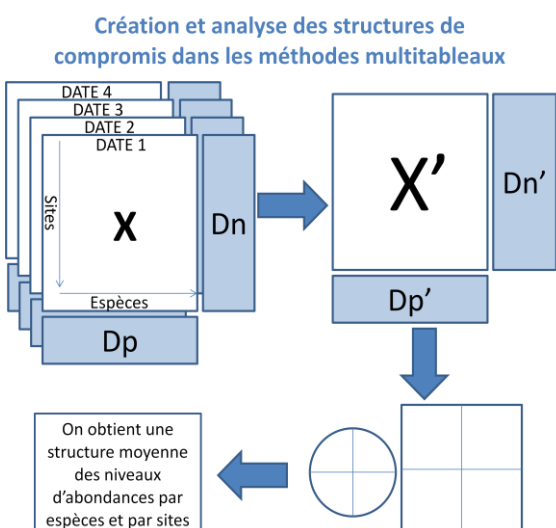 Création et analyse des structures de
compromis dans les méthodes multitableaux
DATE 4
DATE 3
DATE 2
DATE 1
Sites
X
Dn
Espèces
Dp
X’
Dn’
Dp’
On obtient une
structure moyenne
des niveaux
d’abondances par
espèces et par sites